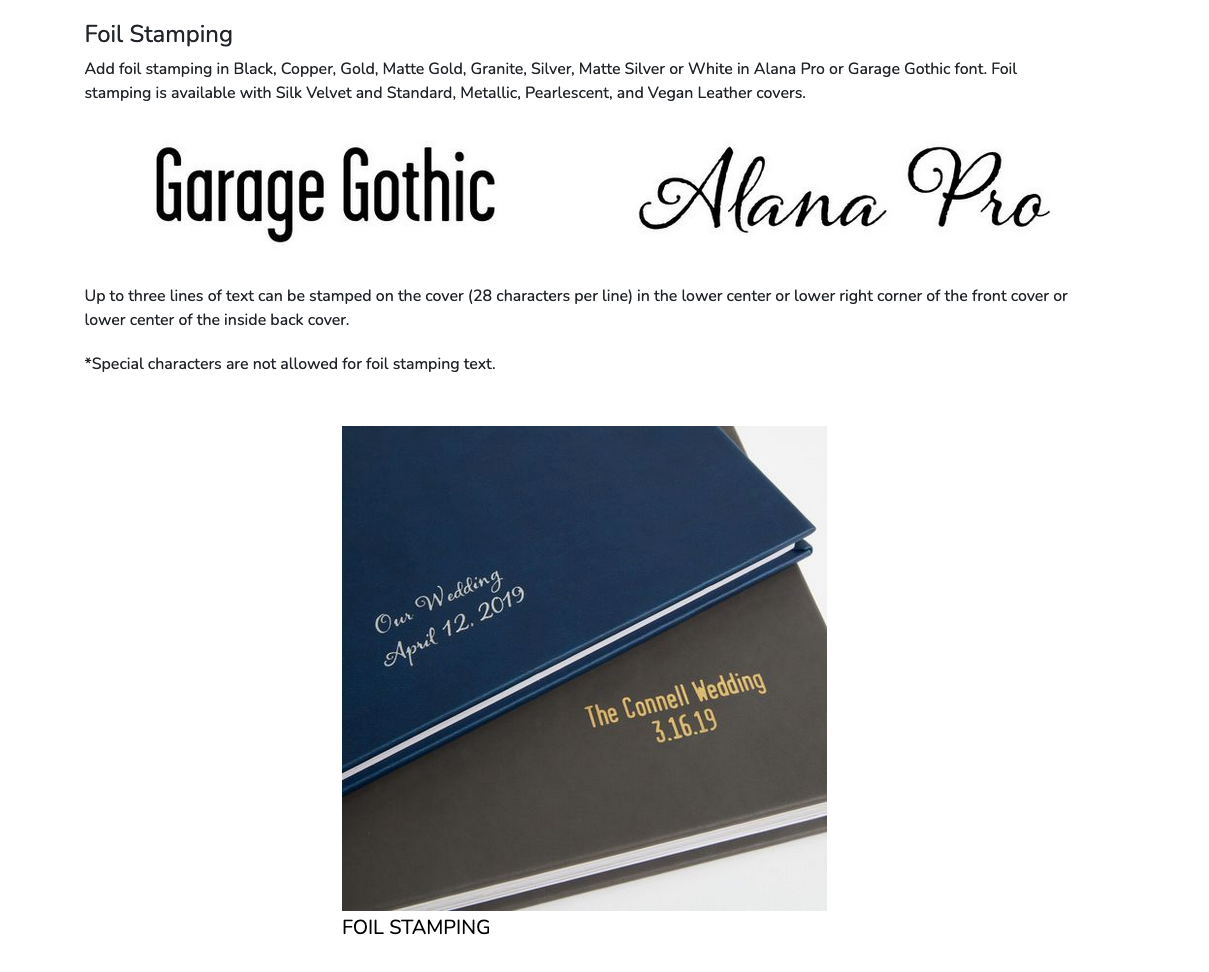 Foil Stamping
Add foil stamping in Black, Copper, Gold, Matte Gold, Granite, Silver, Matte Silver or White in Alana Pro or Garage Gothic font. Foil
stamping is available with Silk Velvet and Standard, Metallic, Pearlescent, and Vegan Leather covers.
Garage Gothic
Alana Pro
Up to three lines of text can be stamped on the cover (28 characters per line) in the lower center or lower right corner of the front cover or
lower center of the inside back cover.
*Special characters are not allowed for foil stamping text.
Our Wedding
April 12, 2019
The Connell Wedding
3.16.19
FOIL STAMPING